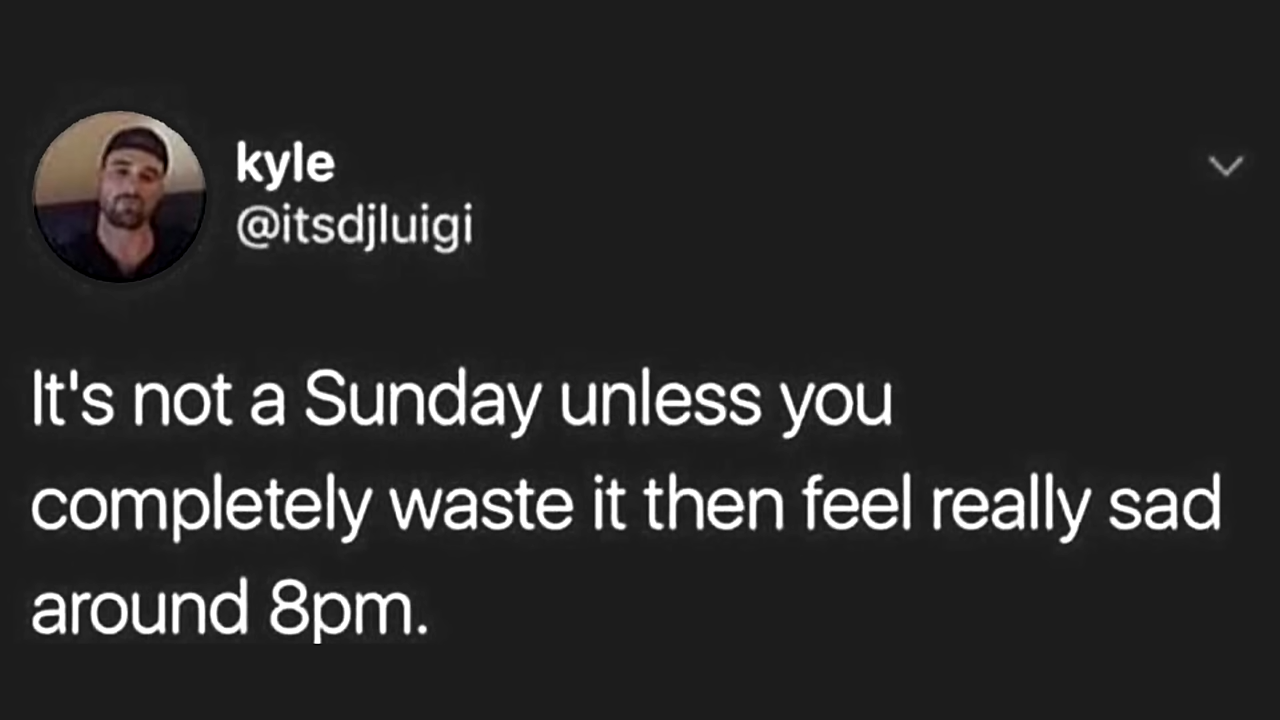 kyle
@itsdjluigi
It's not a Sunday unless you
completely waste it then feel really sad
around 8pm.